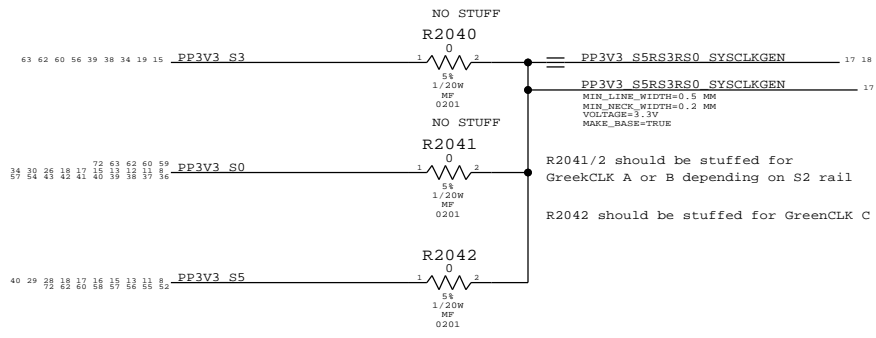 NO STUFF
R2040
0
63 62 60 56 39 38 34 19 15 PP3V3_S3 1 2 PP3V3_S5RS3RS0_SYSCLKGEN 17 18
5%
1/20W
MF
0201
PP3V3_S5RS3RS0_SYSCLKGEN 17
MIN_LINE_WIDTH=0.5 MM
MIN_NECK_WIDTH=0.2 MM
VOLTAGE=3.3V
MAKE_BASE=TRUE
NO STUFF
R2041
0
72 63 62 60 59
34 30 26 18 17 15 13 12 11 8 PP3V3_S0 1 2
57 54 43 42 41 40 39 38 37 36
5%
1/20W
MF
0201
R2041/2 should be stuffed for
GreekCLK A or B depending on S2 rail
R2042 should be stuffed for GreenCLK C
R2042
0
40 29 28 18 17 16 15 13 11 8 PP3V3_S5 1 2
72 62 60 58 57 56 55 52
5%
1/20W
MF
0201